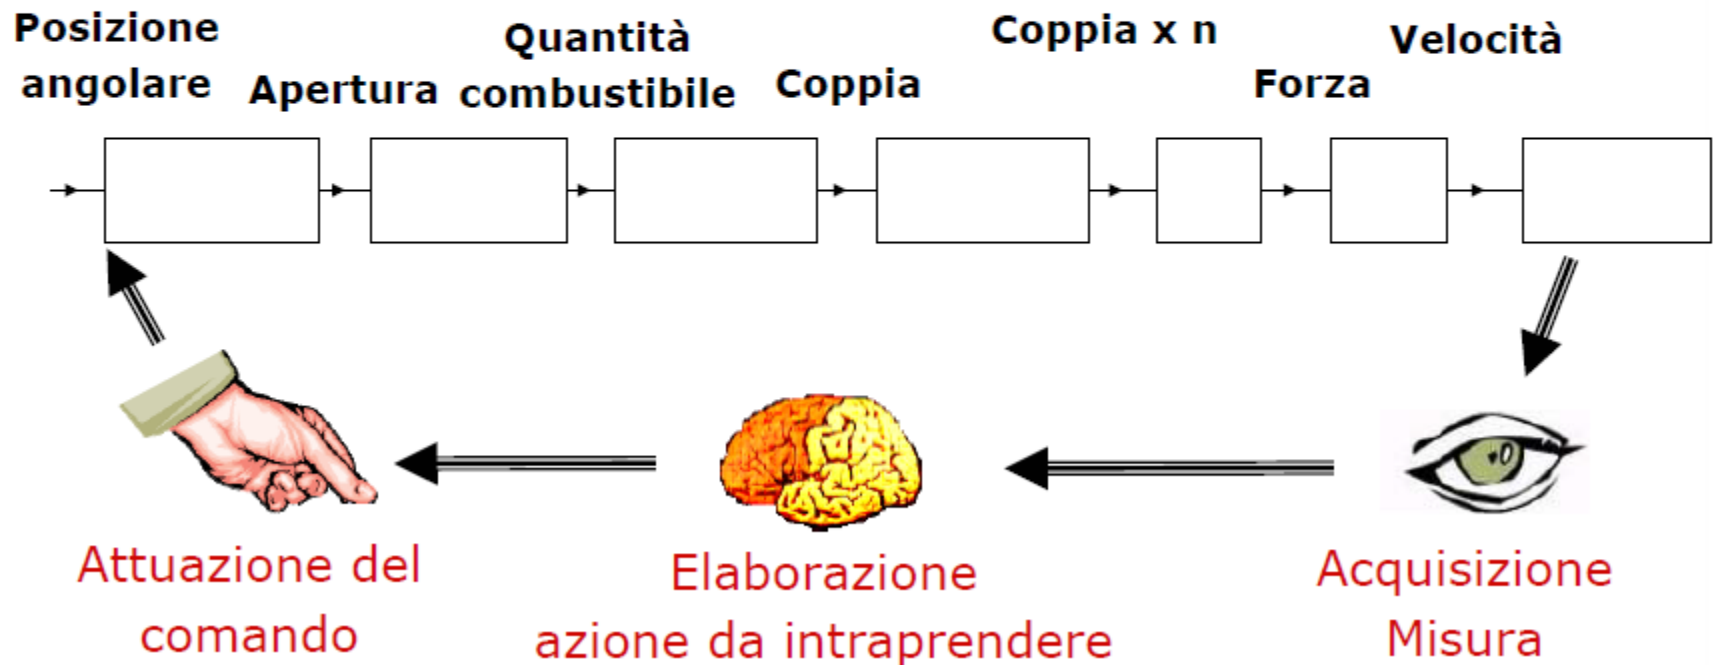 Posizione
angolare
Apertura
Quantità
combustibile
Coppia
Coppia x n
Forza
Velocità
Attuazione del
comando
Elaborazione
azione da intraprendere
Acquisizione
Misura